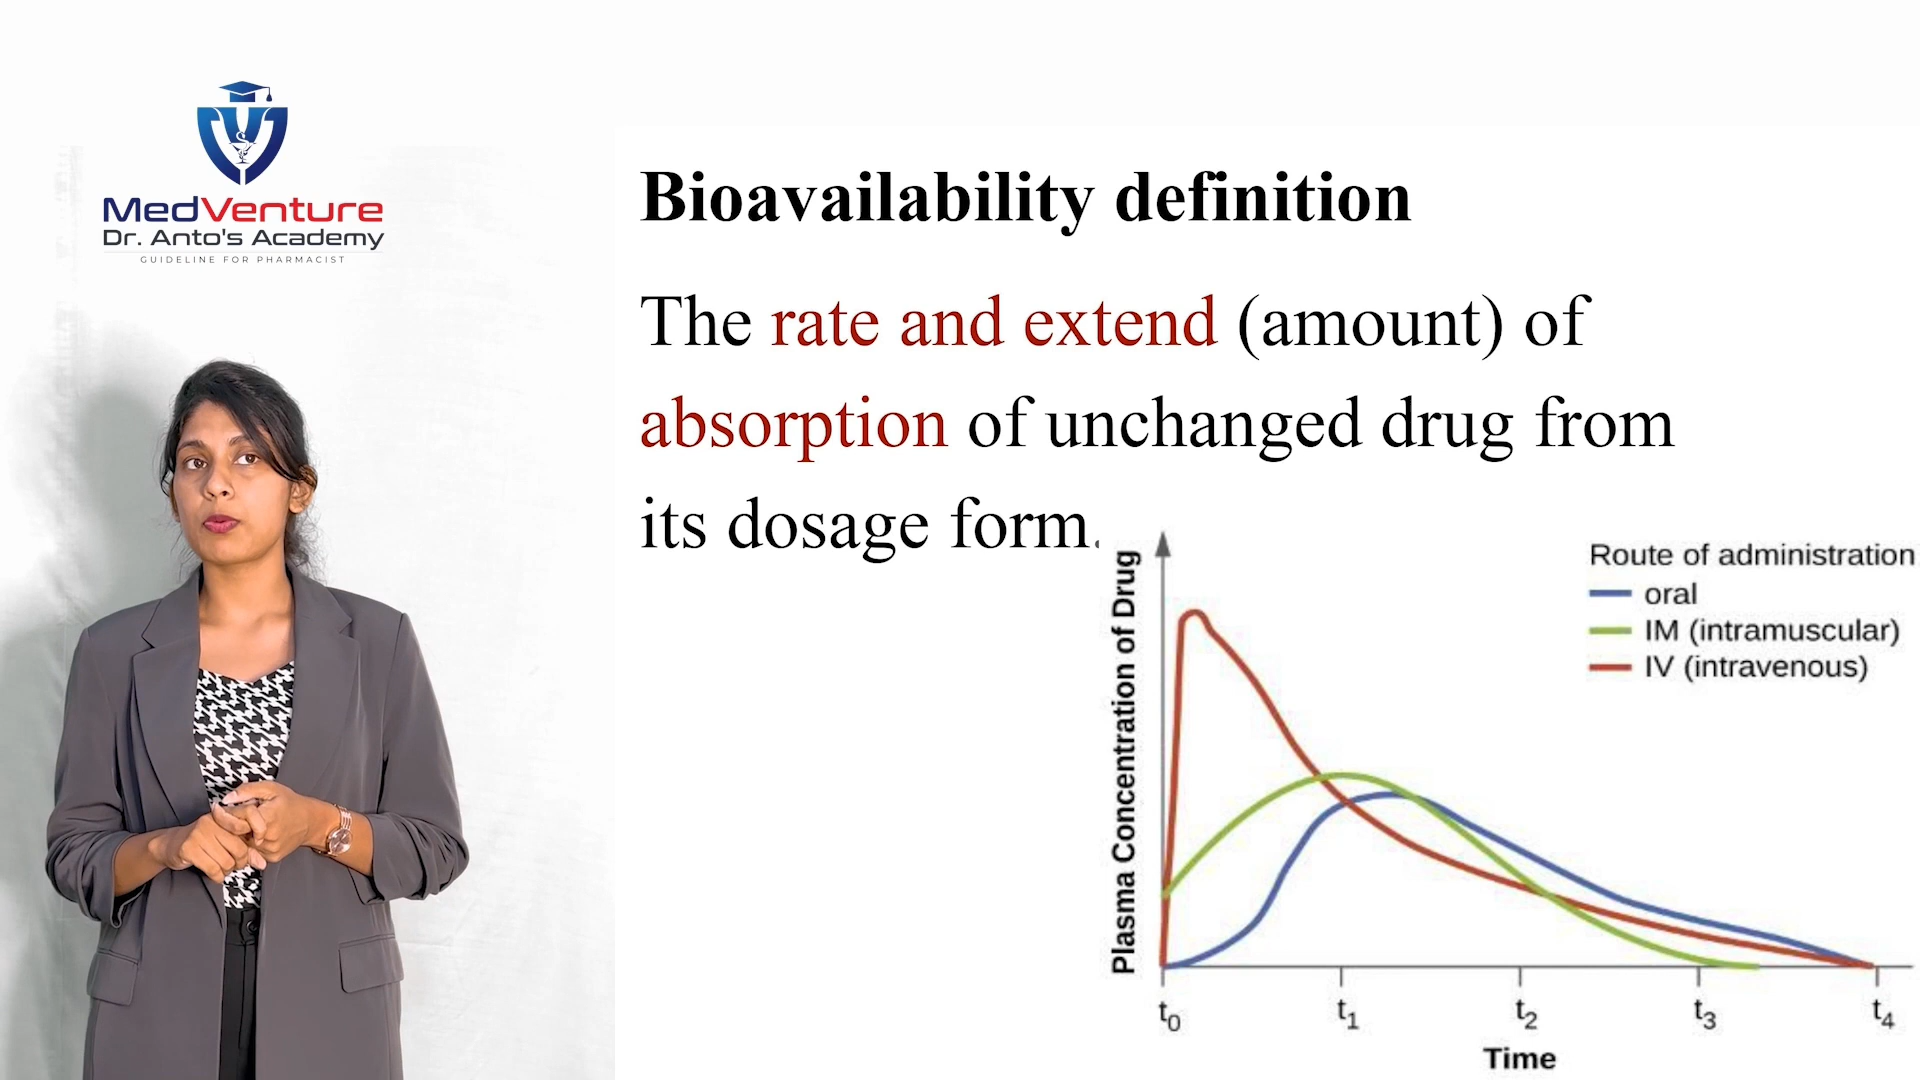 MedVenture
Dr. Anto's Academy
GUIDELINE FOR PHARMACIST
Bioavailability definition
The rate and extend (amount) of
absorption of unchanged drug from
its dosage form.
Plasma Concentration of Drug
Route of administration
oral
IM (intramuscular)
IV (intravenous)
t0
t1
t2
t3
t4
Time